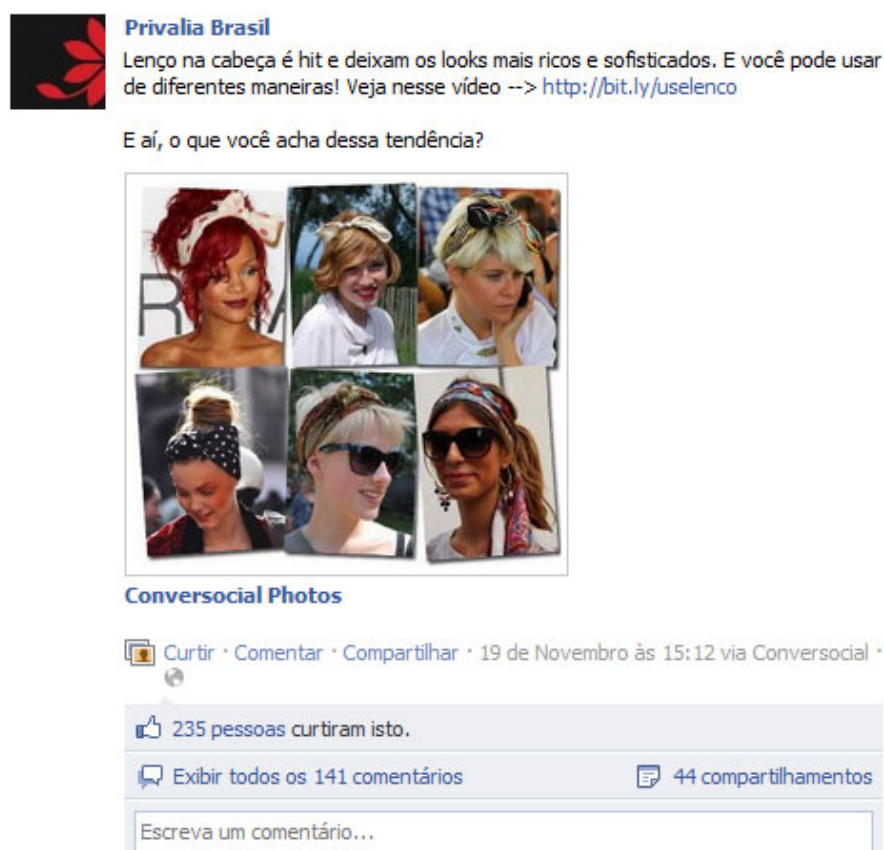 Privalia Brasil
Lenço na cabeça é hit e deixam os looks mais ricos e sofisticados. E você pode usar
de diferentes maneiras! Veja nesse vídeo --> http://bit.ly/uselenco
E aí, o que você acha dessa tendência?
Conversocial Photos
Curtir · Comentar · Compartilhar · 19 de Novembro às 15:12 via Conversocial ·
235 pessoas curtiram isto.
Exibir todos os 141 comentários
44 compartilhamentos
Escreva um comentário...